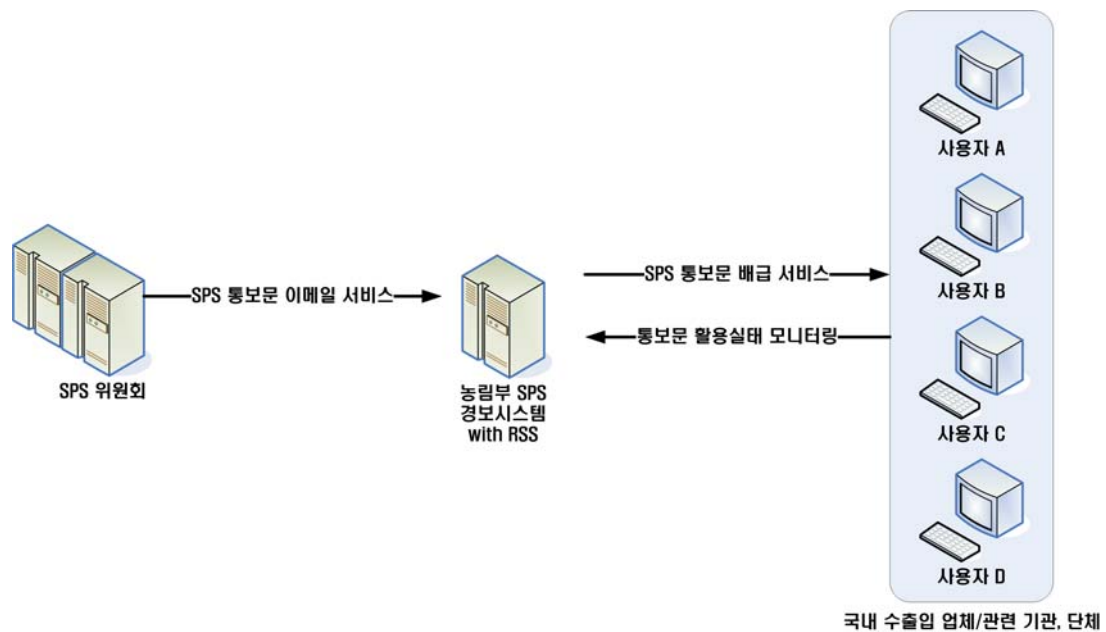 SPS 위원회
SPS 통보문 이메일 서비스
농림부 SPS
경보시스템
with RSS
SPS 통보문 배급 서비스
통보문 활용실태 모니터링
사용자 A
사용자 B
사용자 C
사용자 D
국내 수출입 업체/관련 기관, 단체